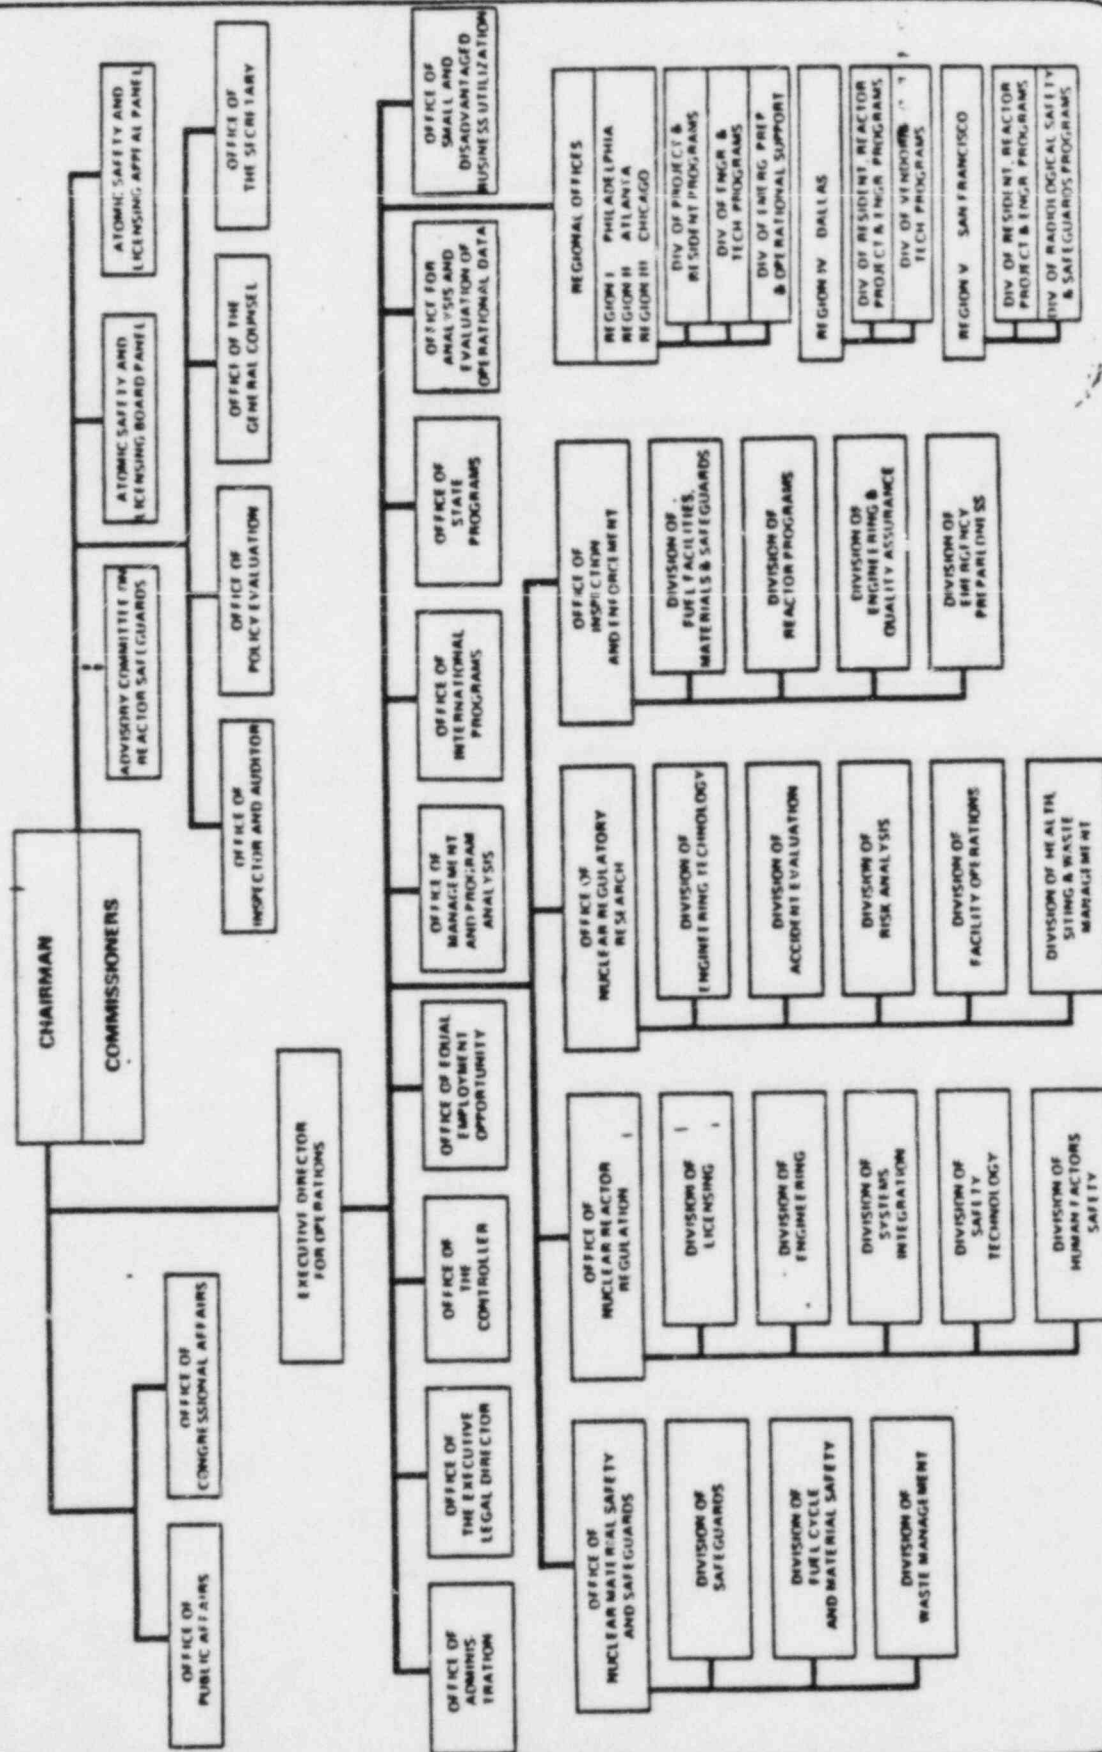 CHAIRMAN
COMMISSIONERS
ADVISORY COMMITTEE ON
REACTOR SAFEGUARDS
ATOMIC SAFETY AND
LICENSING BOARD PANEL
ATOMIC SAFETY AND
LICENSING APPEAL PANEL
OFFICE OF
PUBLIC AFFAIRS
OFFICE OF
CONGRESSIONAL AFFAIRS
OFFICE OF
INSPECTOR AND AUDITOR
OFFICE OF
POLICY EVALUATION
OFFICE OF THE
GENERAL COUNSEL
OFFICE OF
THE SECRETARY
EXECUTIVE DIRECTOR
FOR OPERATIONS
OFFICE OF
ADMINIS-
TRATION
OFFICE OF
THE EXECUTIVE
LEGAL DIRECTOR
OFFICE OF
THE
CONTROLLER
OFFICE OF EQUAL
EMPLOYMENT
OPPORTUNITY
OFFICE OF
MANAGEMENT
AND PROGRAM
ANALYSIS
OFFICE OF
INTERNATIONAL
PROGRAMS
OFFICE OF
STATE
PROGRAMS
OFFICE FOR
ANALYSIS AND
EVALUATION OF
OPERATIONAL DATA
OFFICE OF
SMALL AND
DISADVANTAGED
BUSINESS UTILIZATION
OFFICE OF
NUCLEAR MATERIAL SAFETY
AND SAFEGUARDS
DIVISION OF
SAFEGUARDS
DIVISION OF
FUEL CYCLE
AND MATERIAL SAFETY
DIVISION OF
WASTE MANAGEMENT
OFFICE OF
NUCLEAR REACTOR
REGULATION
DIVISION OF
LICENSING
DIVISION OF
ENGINEERING
DIVISION OF
SYSTEMS
INTEGRATION
DIVISION OF
SAFETY
TECHNOLOGY
DIVISION OF
HUMAN FACTORS
SAFETY
OFFICE OF
NUCLEAR REGULATORY
RESEARCH
DIVISION OF
ENGINEERING TECHNOLOGY
DIVISION OF
ACCIDENT EVALUATION
DIVISION OF
RISK ANALYSIS
DIVISION OF
FACILITY OPERATIONS
DIVISION OF HEALTH,
SITING & WASTE
MANAGEMENT
OFFICE OF
INSPECTION
AND ENFORCEMENT
DIVISION OF
FUEL FACILITIES,
MATERIALS & SAFEGUARDS
DIVISION OF
REACTOR PROGRAMS
DIVISION OF
ENGINEERING &
QUALITY ASSURANCE
DIVISION OF
EMERGENCY
PREPAREDNESS
REGIONAL OFFICES
REGION I PHILADELPHIA
REGION II ATLANTA
REGION III CHICAGO
DIV OF PROJECT &
RESIDENT PROGRAMS
DIV OF ENGR &
TECH PROGRAMS
DIV OF EMERG PREP
& OPERATIONAL SUPPORT
REGION IV DALLAS
DIV OF RESIDENT, REACTOR
PROJECT & ENGR PROGRAMS
DIV OF VENDOR &
TECH PROGRAMS
REGION V SAN FRANCISCO
DIV OF RESIDENT, REACTOR
PROJECT & ENGR PROGRAMS
DIV OF RADIOLOGICAL SAFETY
& SAFEGUARDS PROGRAMS